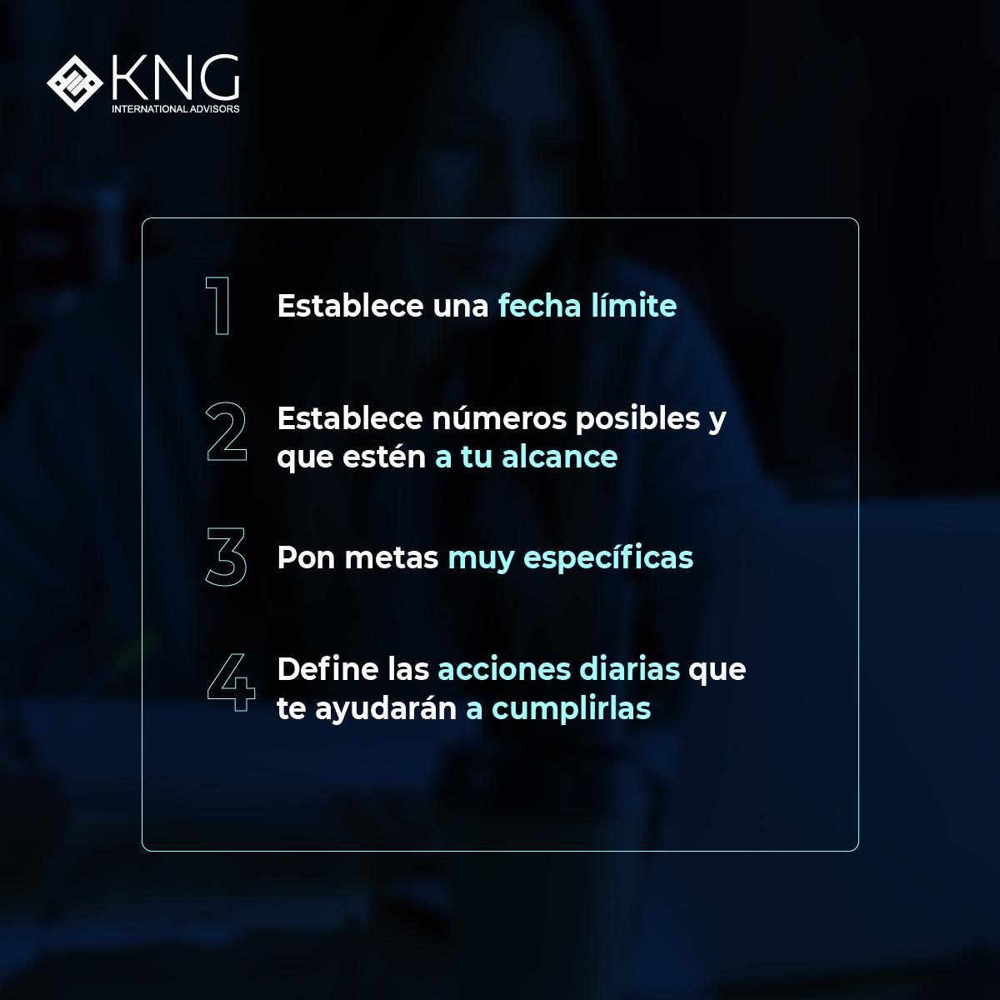 KNG
INTERNATIONAL ADVISORS
1
Establece una fecha límite
2
Establece números posibles y
que estén a tu alcance
3
Pon metas muy específicas
4
Define las acciones diarias que
te ayudarán a cumplirlas